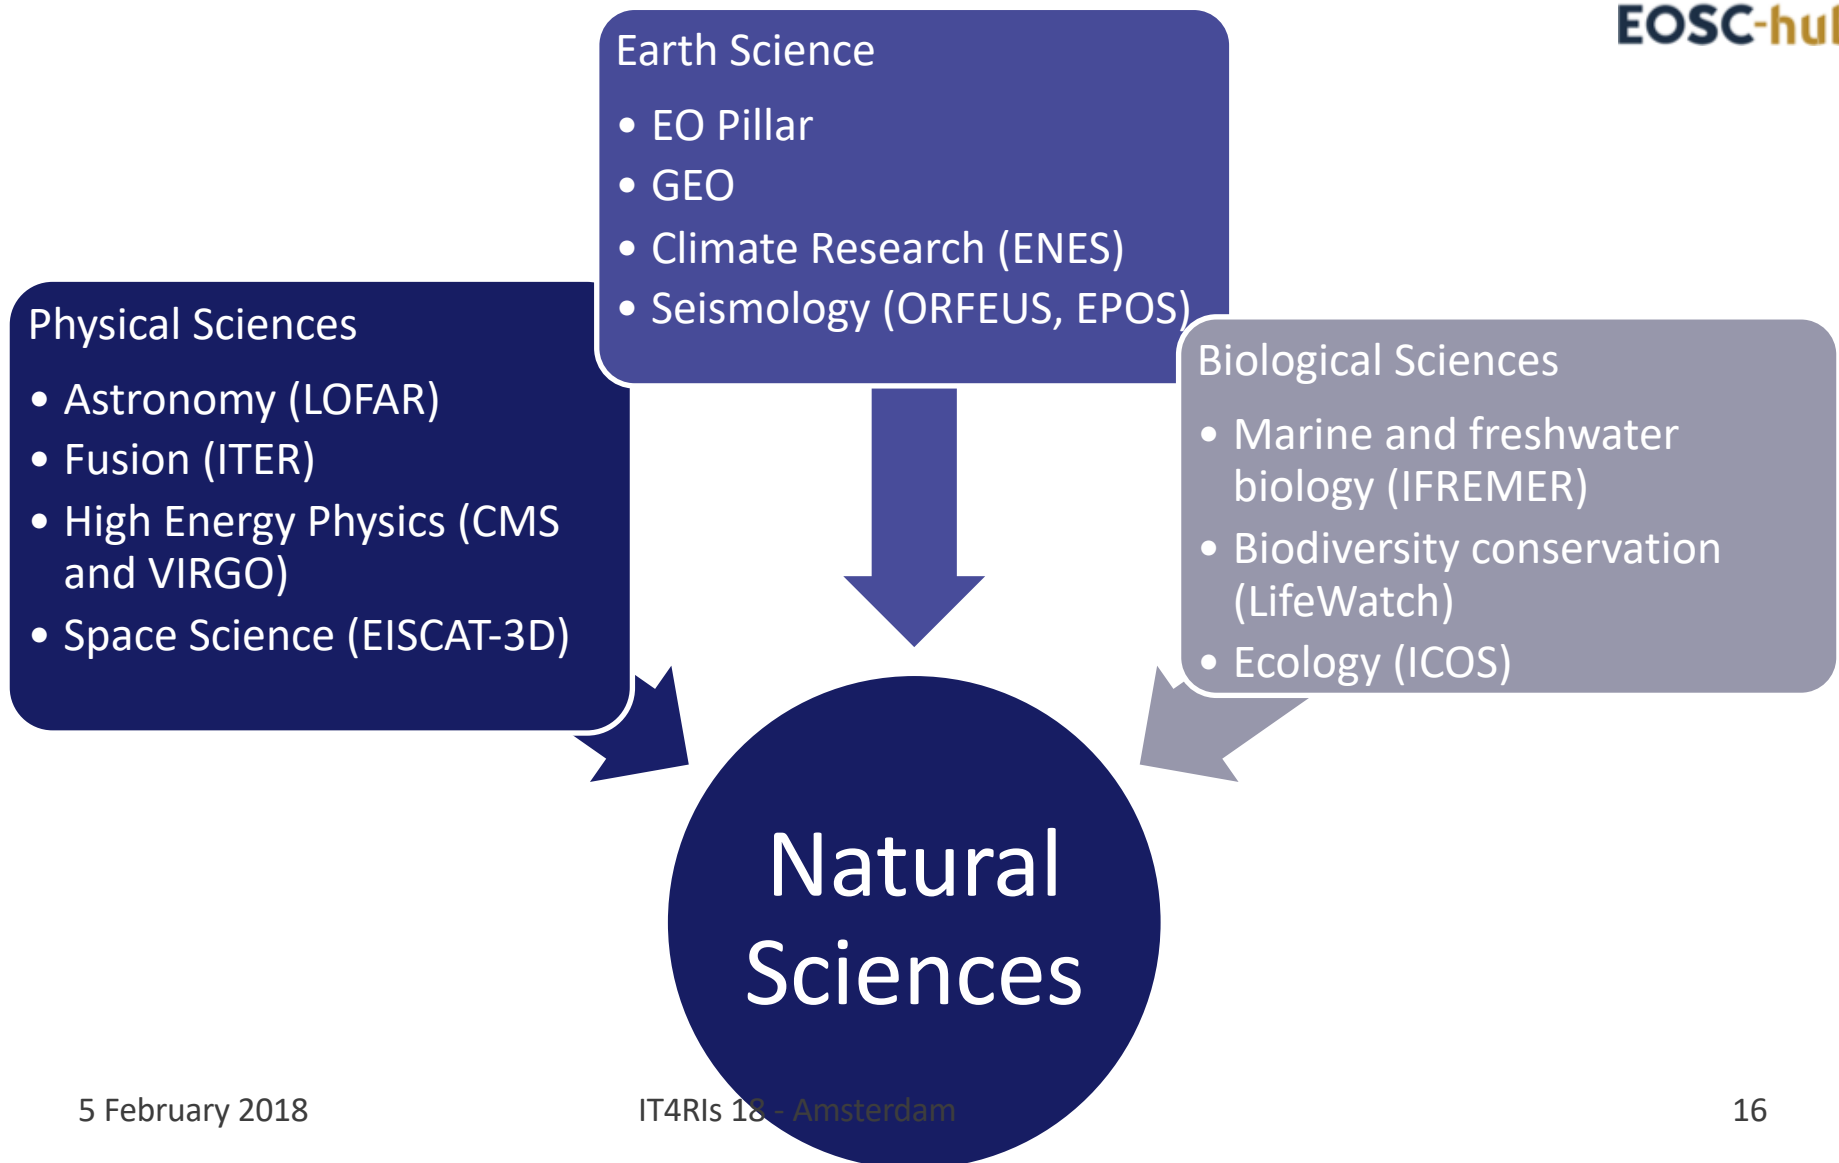 EOSC-hub
Earth Science
• EO Pillar
• GEO
• Climate Research (ENES)
• Seismology (ORFEUS, EPOS)
Physical Sciences
• Astronomy (LOFAR)
• Fusion (ITER)
• High Energy Physics (CMS
and VIRGO)
• Space Science (EISCAT-3D)
Biological Sciences
• Marine and freshwater
biology (IFREMER)
• Biodiversity conservation
(LifeWatch)
• Ecology (ICOS)
Natural
Sciences
5 February 2018
IT4RIs 18 - Amsterdam
16